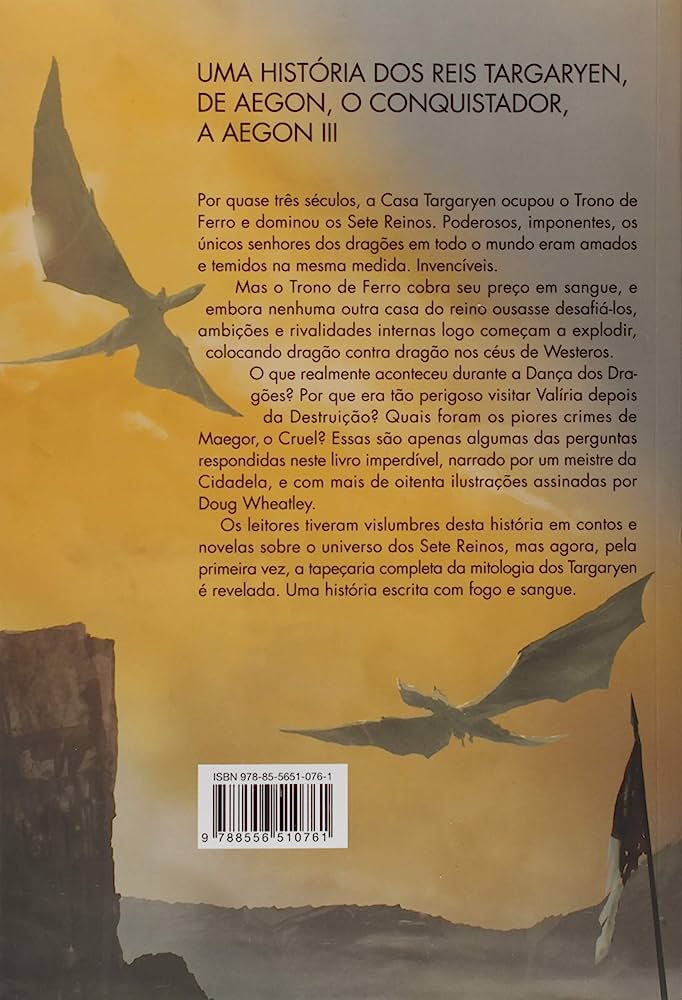 UMA HISTÓRIA DOS REIS TARGARYEN,
DE AEGON, O CONQUISTADOR,
A AEGON III
Por quase três séculos, a Casa Targaryen ocupou o Trono de
Ferro e dominou os Sete Reinos. Poderosos, imponentes, os
únicos senhores dos dragões em todo o mundo eram amados
e temidos na mesma medida. Invencíveis.
Mas o Trono de Ferro cobra seu preço em sangue, e
embora nenhuma outra casa do reino ousasse desafiá-los,
ambições e rivalidades internas logo começam a explodir,
colocando dragão contra dragão nos céus de Westeros.
O que realmente aconteceu durante a Dança dos Dra-
gões? Por que era tão perigoso visitar Valíria depois
da Destruição? Quais foram os piores crimes de
Maegor, o Cruel? Essas são apenas algumas das perguntas
respondidas neste livro imperdível, narrado por um meistre da
Cidadela, e com mais de oitenta ilustrações assinadas por
Doug Wheatley.
Os leitores tiveram vislumbres desta história em contos e
novelas sobre o universo dos Sete Reinos, mas agora, pela
primeira vez, a tapeçaria completa da mitologia dos Targaryen
é revelada. Uma história escrita com fogo e sangue.
ISBN 978-85-5651-076-1
9 788556 510761